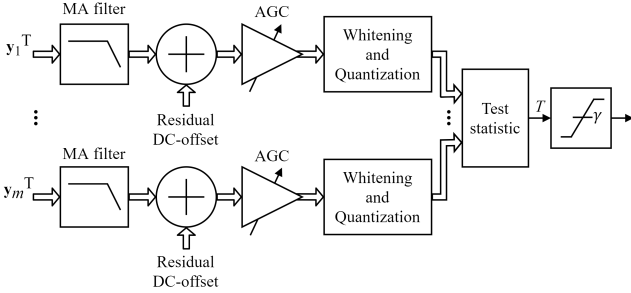 MA filter
AGC
y1T
Whitening
and
Quantization
Residual
DC-offset
...
...
Test
statistic
T
γ
MA filter
AGC
ymT
Whitening
and
Quantization
Residual
DC-offset